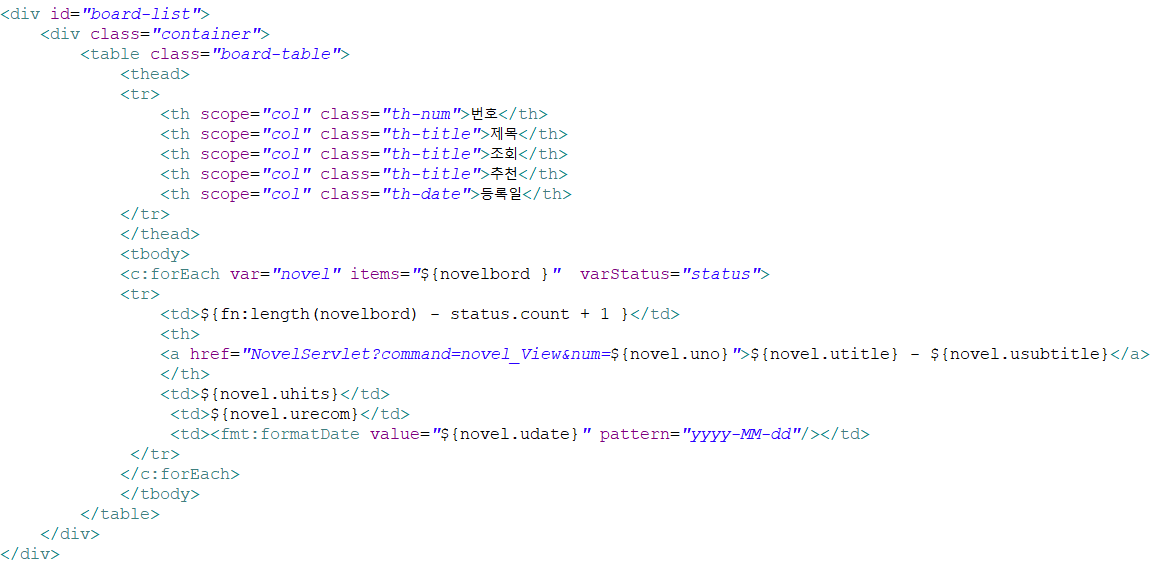 <div id="board-list">
<div class="container">
<table class="board-table">
<thead>
<tr>
<th scope="col" class="th-num">번호</th>
<th scope="col" class="th-title">제목</th>
<th scope="col" class="th-title">조회</th>
<th scope="col" class="th-title">추천</th>
<th scope="col" class="th-date">등록일</th>
</tr>
</thead>
<tbody>
<c:forEach var="novel" items="${novelbord }"  varStatus="status">
<tr>
<td>${fn:length(novelbord) - status.count + 1 }</td>
<th>
<a href="NovelServlet?command=novel_View&num=${novel.uno}">${novel.utitle} - ${novel.usubtitle}</a>
</th>
<td>${novel.uhits}</td>
<td>${novel.urecom}</td>
<td><fmt:formatDate value="${novel.udate}" pattern="yyyy-MM-dd"/></td>
</tr>
</c:forEach>
</tbody>
</table>
</div>
</div>